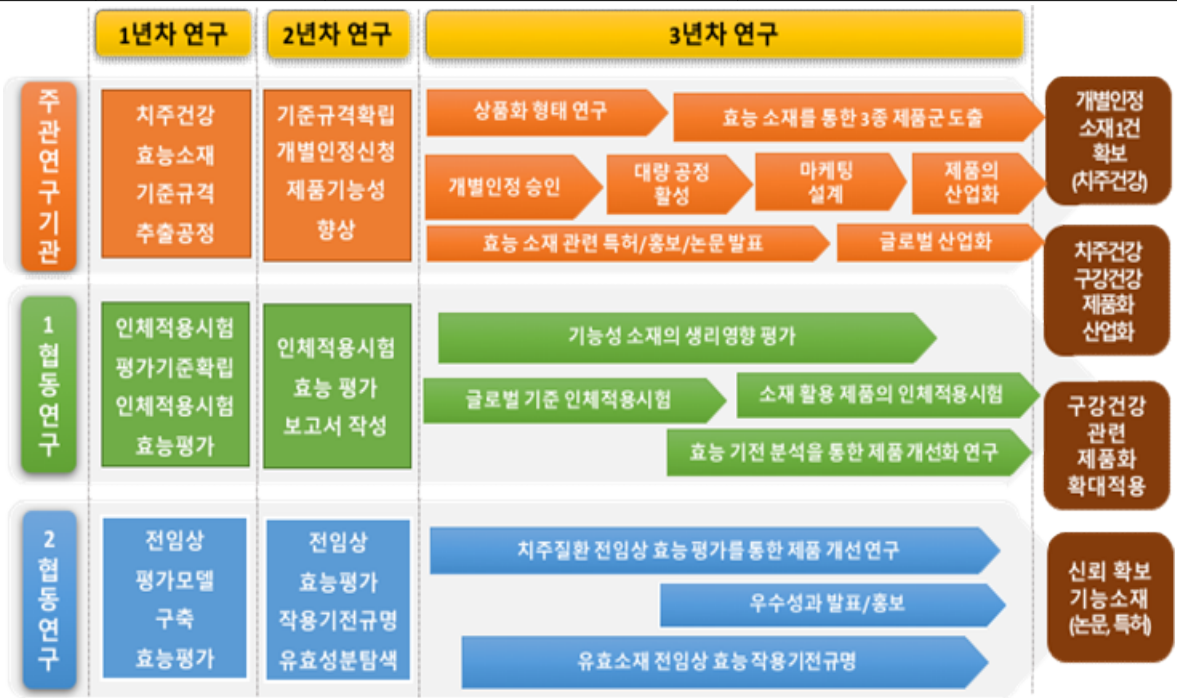 1년차 연구
2년차 연구
3년차 연구
주
관
연
구
기
관
치주건강
효능소재
기준규격
추출공정
기준규격확립
개별인정신청
제품기능성
향상
상품화 형태 연구
효능 소재를 통한 3종 제품군 도출
개별인정 승인
대량 공정
활성
마케팅
설계
제품의
산업화
효능 소재 관련 특허/홍보/논문 발표
글로벌 산업화
개별인정
소재 1건
확보
(치주건강)
치주건강
구강건강
제품화
산업화
1
협
동
연
구
인체적용시험
평가기준확립
인체적용시험
효능평가
인체적용시험
효능 평가
보고서 작성
기능성 소재의 생리영향 평가
글로벌 기준 인체적용시험
소재 활용 제품의 인체적용시험
효능 기전 분석을 통한 제품 개선화 연구
구강건강
관련
제품화
확대적용
2
협
동
연
구
전임상
평가모델
구축
효능평가
전임상
효능평가
작용기전규명
유효성분탐색
치주질환 전임상 효능 평가를 통한 제품 개선 연구
우수성과 발표/홍보
유효소재 전임상 효능 작용기전규명
신뢰 확보
기능소재
(논문, 특허)